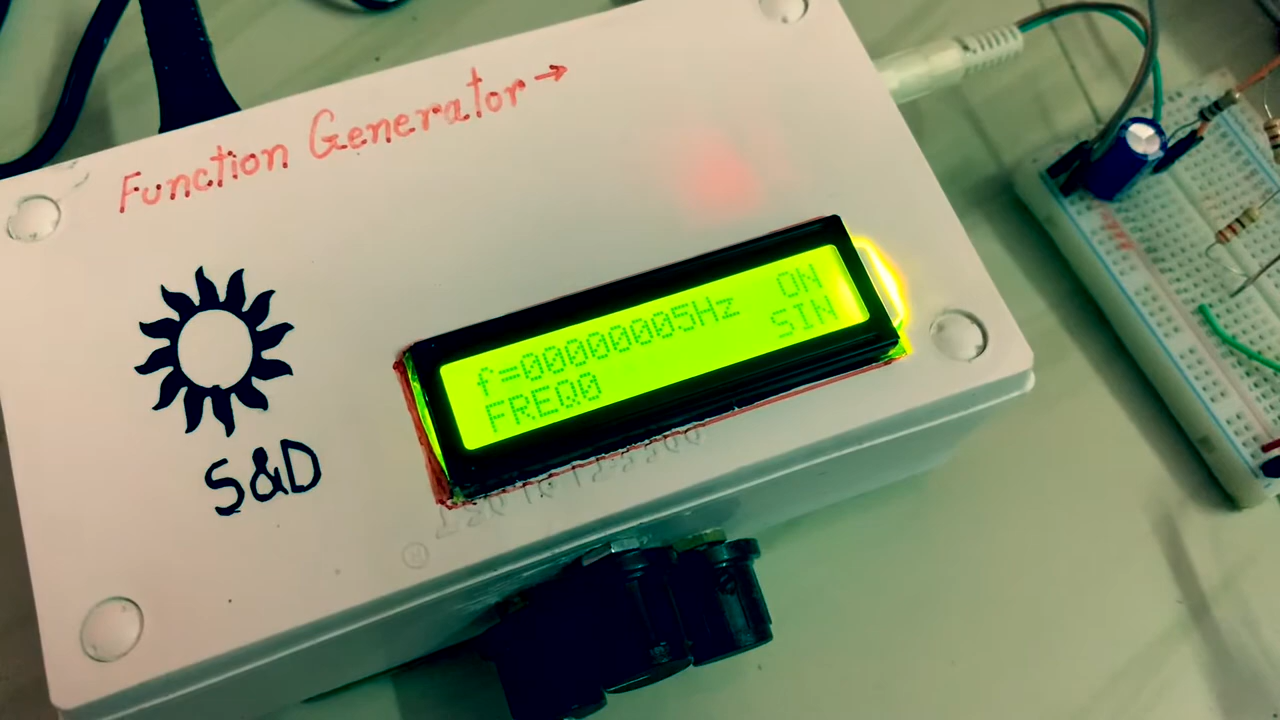 Function Generator →
f=00000005Hz ON
FREQ0 SIN
S&D